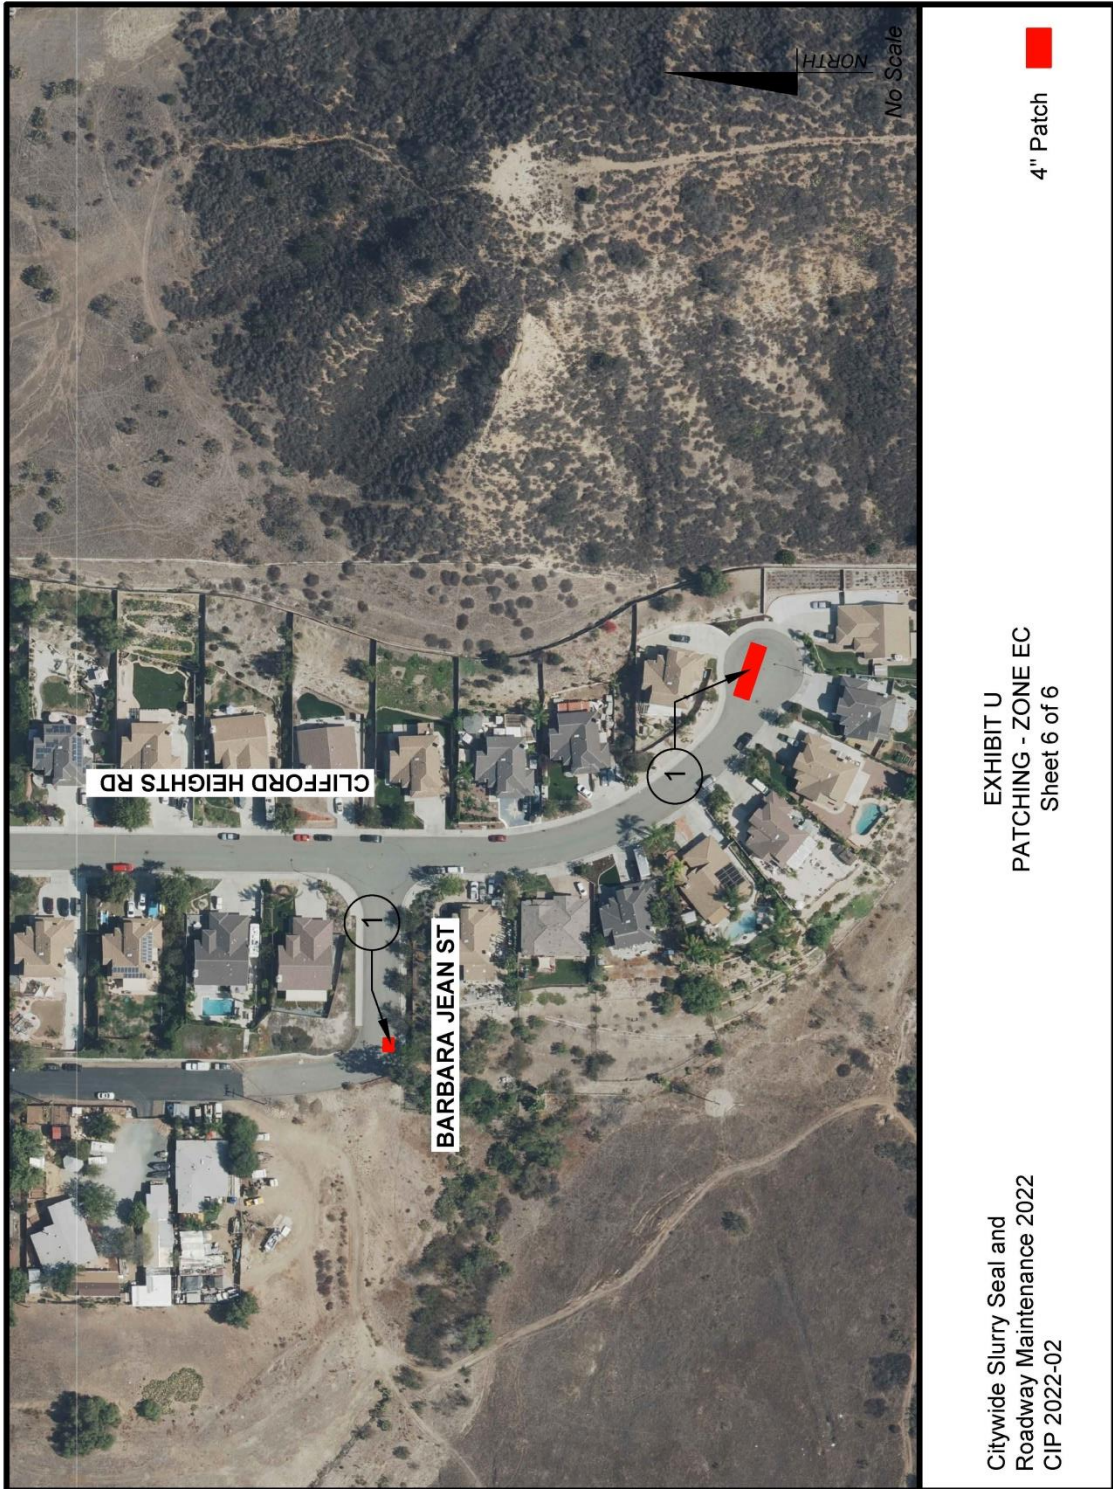 NORTH
No Scale
CLIFFORD HEIGHTS RD
1
1
BARBARA JEAN ST
Citywide Slurry Seal and
Roadway Maintenance 2022
CIP 2022-02
EXHIBIT U
PATCHING - ZONE EC
Sheet 6 of 6
4" Patch